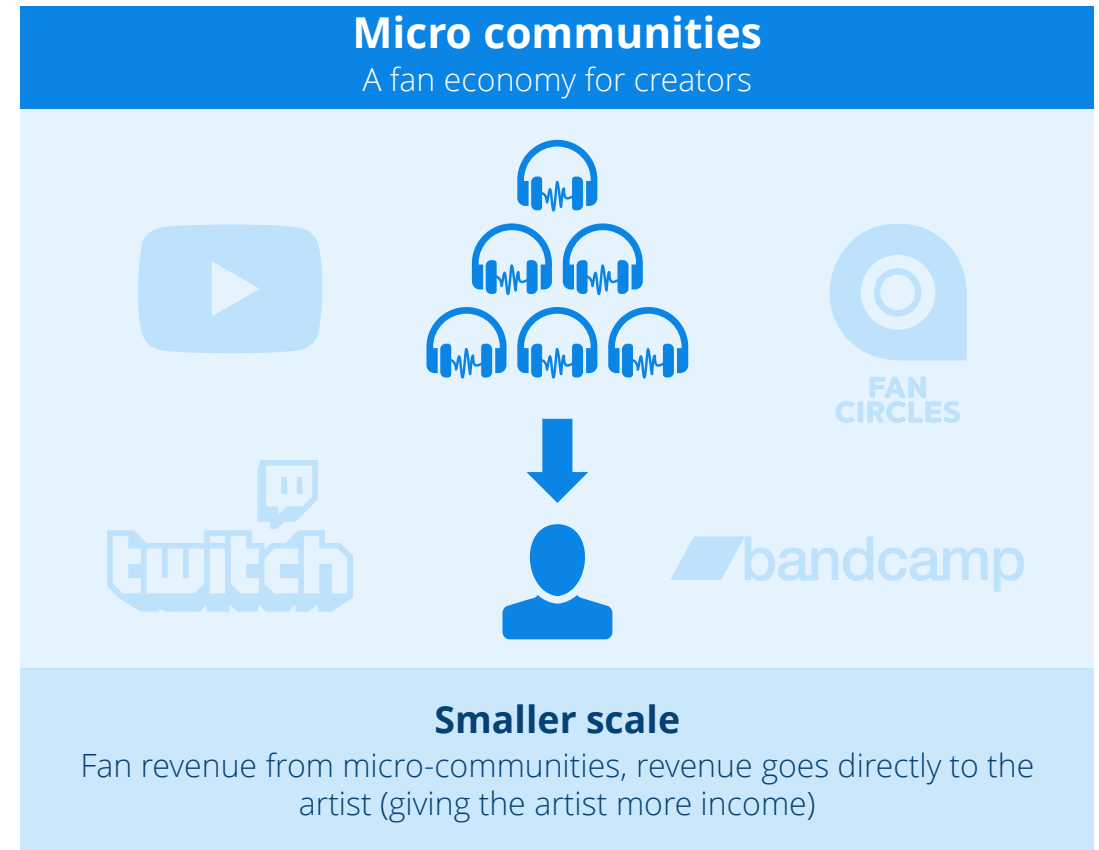 Micro communities
A fan economy for creators
FAN
CIRCLES
twitch
bandcamp
Smaller scale
Fan revenue from micro-communities, revenue goes directly to the
artist (giving the artist more income)